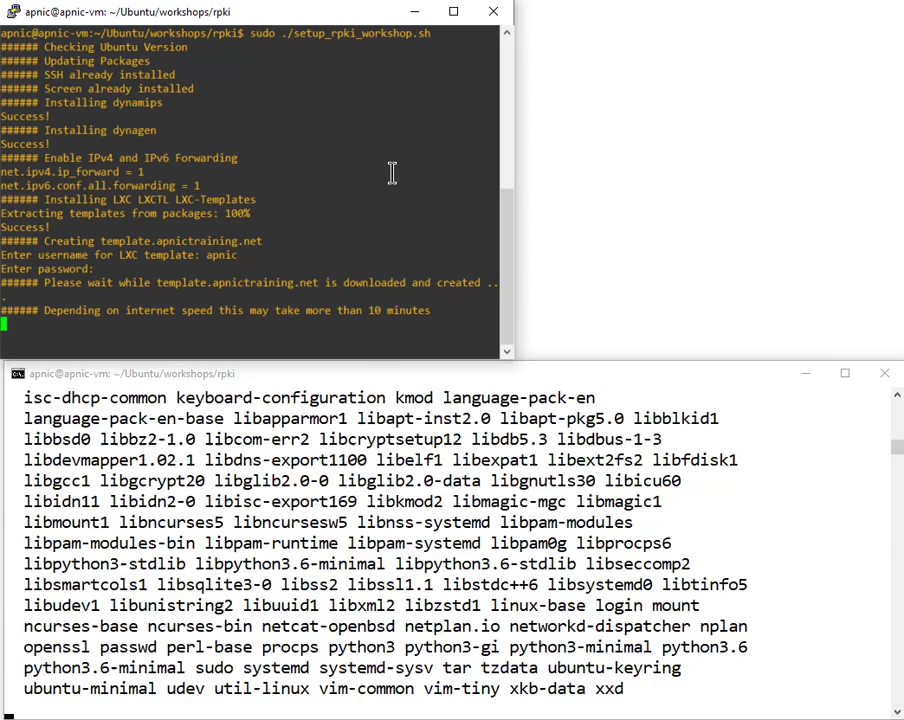 apnic@apnic-vm: ~/Ubuntu/workshops/rpki
apnic@apnic-vm:~/Ubuntu/workshops/rpki$ sudo ./setup_rpki_workshop.sh
###### Checking Ubuntu Version
###### Updating Packages
###### SSH already installed
###### Screen already installed
###### Installing dynamips
Success!
###### Installing dynagen
Success!
###### Enable IPv4 and IPv6 Forwarding
net.ipv4.ip_forward = 1
net.ipv6.conf.all.forwarding = 1
###### Installing LXC LXCTL LXC-Templates
Extracting templates from packages: 100%
Success!
###### Creating template.apnictraining.net
Enter username for LXC template: apnic
Enter password:
###### Please wait while template.apnictraining.net is downloaded and created ..
.
###### Depending on internet speed this may take more than 10 minutes
apnic@apnic-vm: ~/Ubuntu/workshops/rpki
isc-dhcp-common keyboard-configuration kmod language-pack-en
language-pack-en-base libapparmor1 libapt-inst2.0 libapt-pkg5.0 libblkid1
libbsd0 libbz2-1.0 libcom-err2 libcryptsetup12 libdb5.3 libdbus-1-3
libdevmapper1.02.1 libdns-export1100 libelf1 libexpat1 libext2fs2 libfdisk1
libgcc1 libgcrypt20 libglib2.0-0 libglib2.0-data libgnutls30 libicu60
libidn11 libidn2-0 libisc-export169 libkmod2 libmagic-mgc libmagic1
libmount1 libncurses5 libncursesw5 libnss-systemd libpam-modules
libpam-modules-bin libpam-runtime libpam-systemd libpam0g libprocps6
libpython3-stdlib libpython3.6-minimal libpython3.6-stdlib libseccomp2
libsmartcols1 libsqlite3-0 libss2 libssl1.1 libstdc++6 libsystemd0 libtinfo5
libudev1 libunistring2 libuuid1 libxml2 libzstd1 linux-base login mount
ncurses-base ncurses-bin netcat-openbsd netplan.io networkd-dispatcher nplan
openssl passwd perl-base procps python3 python3-gi python3-minimal python3.6
python3.6-minimal sudo systemd systemd-sysv tar tzdata ubuntu-keyring
ubuntu-minimal udev util-linux vim-common vim-tiny xkb-data xxd